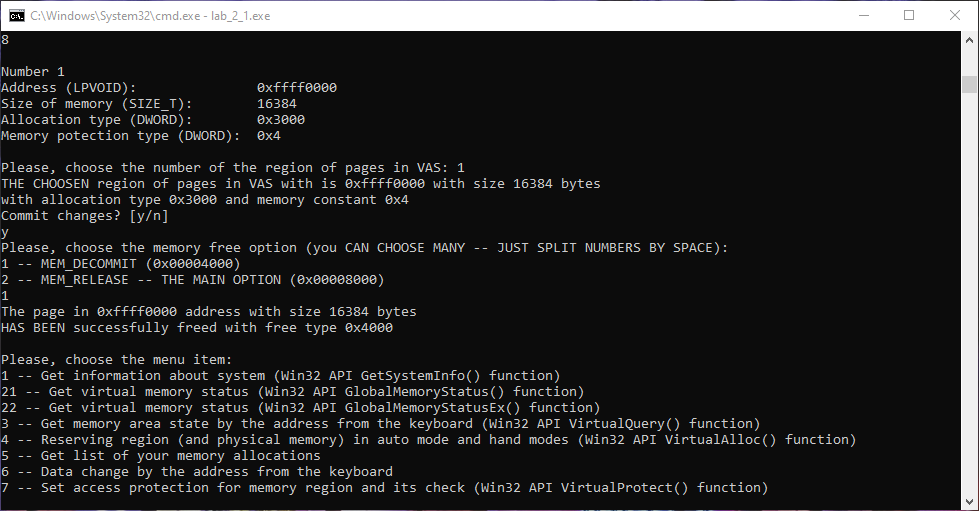 C:\Windows\System32\cmd.exe - lab_2_1.exe
8
Number 1
Address (LPVOID): 0xffff0000
Size of memory (SIZE_T): 16384
Allocation type (DWORD): 0x3000
Memory potection type (DWORD): 0x4
Please, choose the number of the region of pages in VAS: 1
THE CHOOSEN region of pages in VAS with is 0xffff0000 with size 16384 bytes
with allocation type 0x3000 and memory constant 0x4
Commit changes? [y/n]
y
Please, choose the memory free option (you CAN CHOOSE MANY -- JUST SPLIT NUMBERS BY SPACE):
1 -- MEM_DECOMMIT (0x00004000)
2 -- MEM_RELEASE -- THE MAIN OPTION (0x00008000)
1
The page in 0xffff0000 address with size 16384 bytes
HAS BEEN successfully freed with free type 0x4000
Please, choose the menu item:
1 -- Get information about system (Win32 API GetSystemInfo() function)
21 -- Get virtual memory status (Win32 API GlobalMemoryStatus() function)
22 -- Get virtual memory status (Win32 API GlobalMemoryStatusEx() function)
3 -- Get memory area state by the address from the keyboard (Win32 API VirtualQuery() function)
4 -- Reserving region (and physical memory) in auto mode and hand modes (Win32 API VirtualAlloc() function)
5 -- Get list of your memory allocations
6 -- Data change by the address from the keyboard
7 -- Set access protection for memory region and its check (Win32 API VirtualProtect() function)